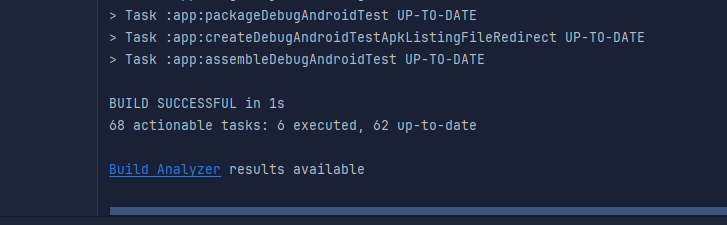 > Task :app:packageDebugAndroidTest UP-TO-DATE
> Task :app:createDebugAndroidTestApkListingFileRedirect UP-TO-DATE
> Task :app:assembleDebugAndroidTest UP-TO-DATE
BUILD SUCCESSFUL in 1s
68 actionable tasks: 6 executed, 62 up-to-date
Build Analyzer results available